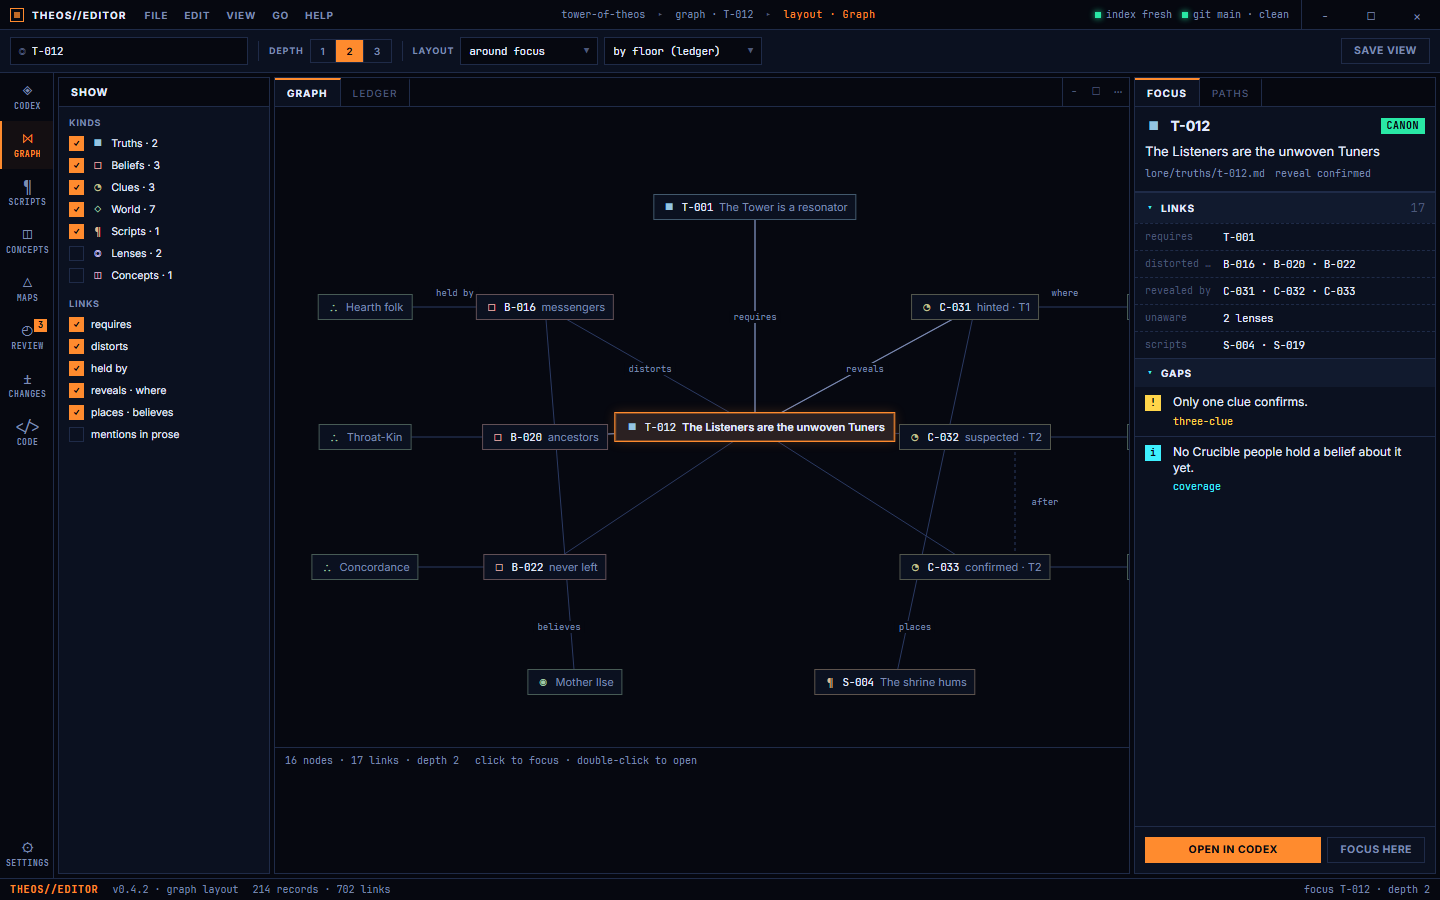 THEOS//EDITOR FILE EDIT VIEW GO HELP
tower-of-theos graph · T-012 layout · Graph
index fresh git main · clean
T-012
DEPTH 1 2 3
LAYOUT around focus by floor (ledger)
SAVE VIEW
CODEX
GRAPH
SCRIPTS
CONCEPTS
MAPS
3
REVIEW
CHANGES
CODE
SETTINGS
SHOW
KINDS
Truths · 2
Beliefs · 3
Clues · 3
World · 7
Scripts · 1
Lenses · 2
Concepts · 1
LINKS
requires
distorts
held by
reveals · where
places · believes
mentions in prose
GRAPH LEDGER
T-001 The Tower is a resonator
Hearth folk
held by
B-016 messengers
requires
C-031 hinted · T1
where
distorts
reveals
Throat-Kin
B-020 ancestors
T-012 The Listeners are the unwoven Tuners
C-032 suspected · T2
after
Concordance
B-022 never left
C-033 confirmed · T2
believes
places
Mother Ilse
S-004 The shrine hums
16 nodes · 17 links · depth 2 click to focus · double-click to open
FOCUS PATHS
T-012 CANON
The Listeners are the unwoven Tuners
lore/truths/t-012.md reveal confirmed
LINKS 17
requires T-001
distorted … B-016 · B-020 · B-022
revealed by C-031 · C-032 · C-033
unaware 2 lenses
scripts S-004 · S-019
GAPS
! Only one clue confirms.
three-clue
i No Crucible people hold a belief about it
yet.
coverage
OPEN IN CODEX FOCUS HERE
THEOS//EDITOR v0.4.2 · graph layout 214 records · 702 links
focus T-012 · depth 2